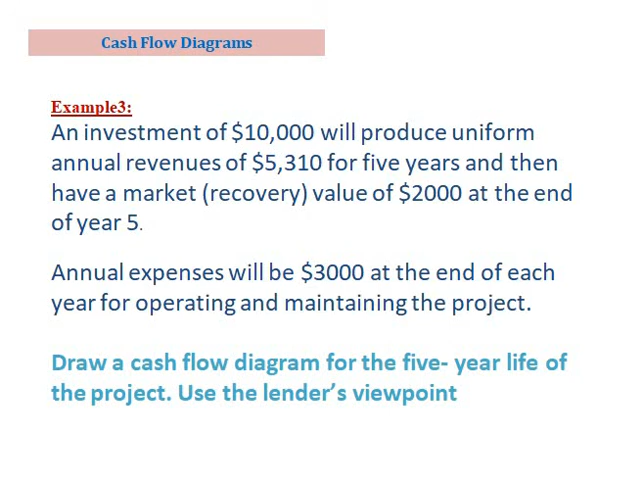 Cash Flow Diagrams
Example3:
An investment of $10,000 will produce uniform
annual revenues of $5,310 for five years and then
have a market (recovery) value of $2000 at the end
of year 5.
Annual expenses will be $3000 at the end of each
year for operating and maintaining the project.
Draw a cash flow diagram for the five- year life of
the project. Use the lender’s viewpoint